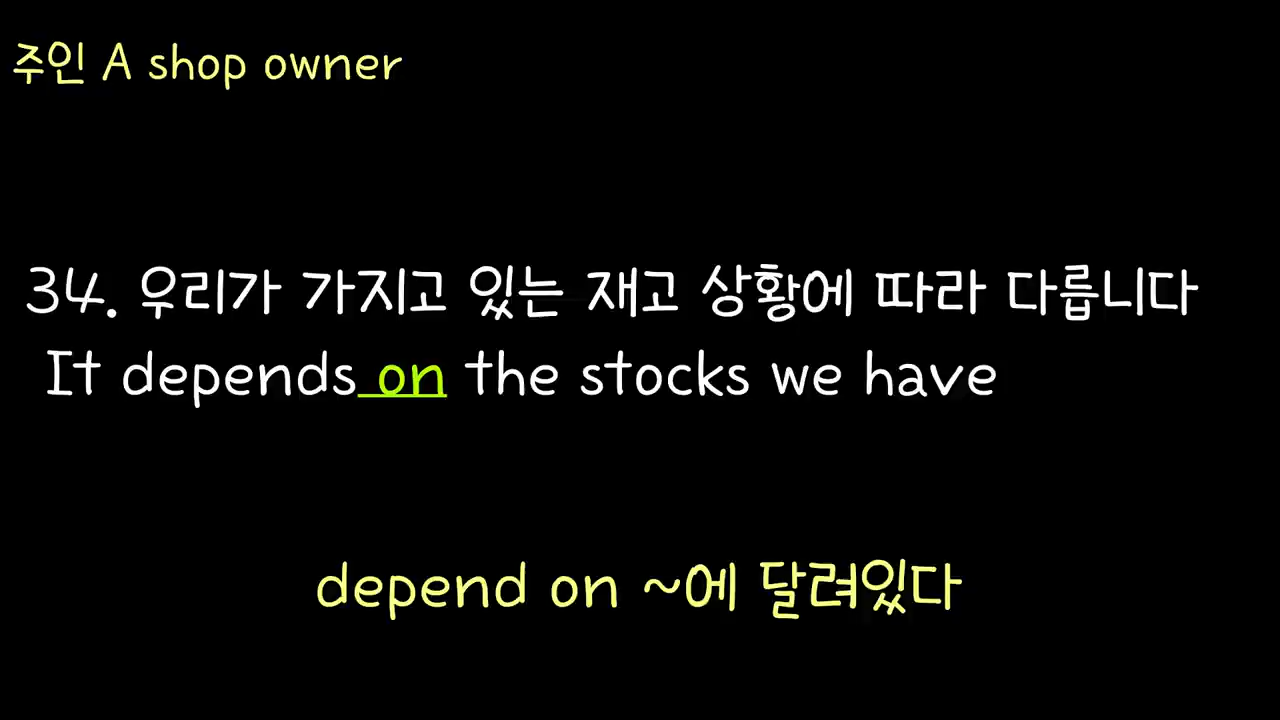 주인 A shop owner
34. 우리가 가지고 있는 재고 상황에 따라 다릅니다
It depends on the stocks we have
depend on ~에 달려있다